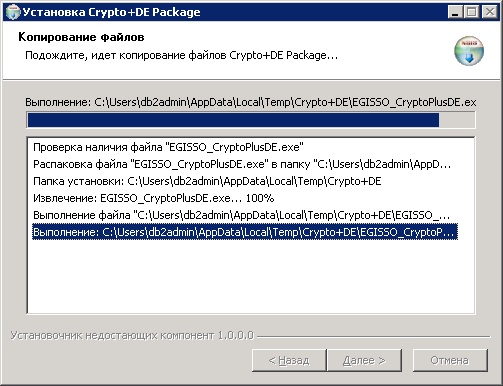 Установка Crypto+DE Package
Копирование файлов
Подождите, идет копирование файлов Crypto+DE Package...
Выполнение: C:\Users\db2admin\AppData\Local\Temp\Crypto+DE\EGISSO_CryptoPlusDE.ex
Проверка наличия файла "EGISSO_CryptoPlusDE.exe"
Распаковка файла "EGISSO_CryptoPlusDE.exe" в папку "C:\Users\db2admin\AppD...
Папка установки: C:\Users\db2admin\AppData\Local\Temp\Crypto+DE
Извлечение: EGISSO_CryptoPlusDE.exe... 100%
Выполнение файла "C:\Users\db2admin\AppData\Local\Temp\Crypto+DE\EGISSO_...
Выполнение: C:\Users\db2admin\AppData\Local\Temp\Crypto+DE\EGISSO_CryptoP...
Установочник недостающих компонент 1.0.0.0
< Назад
Далее >
Отмена